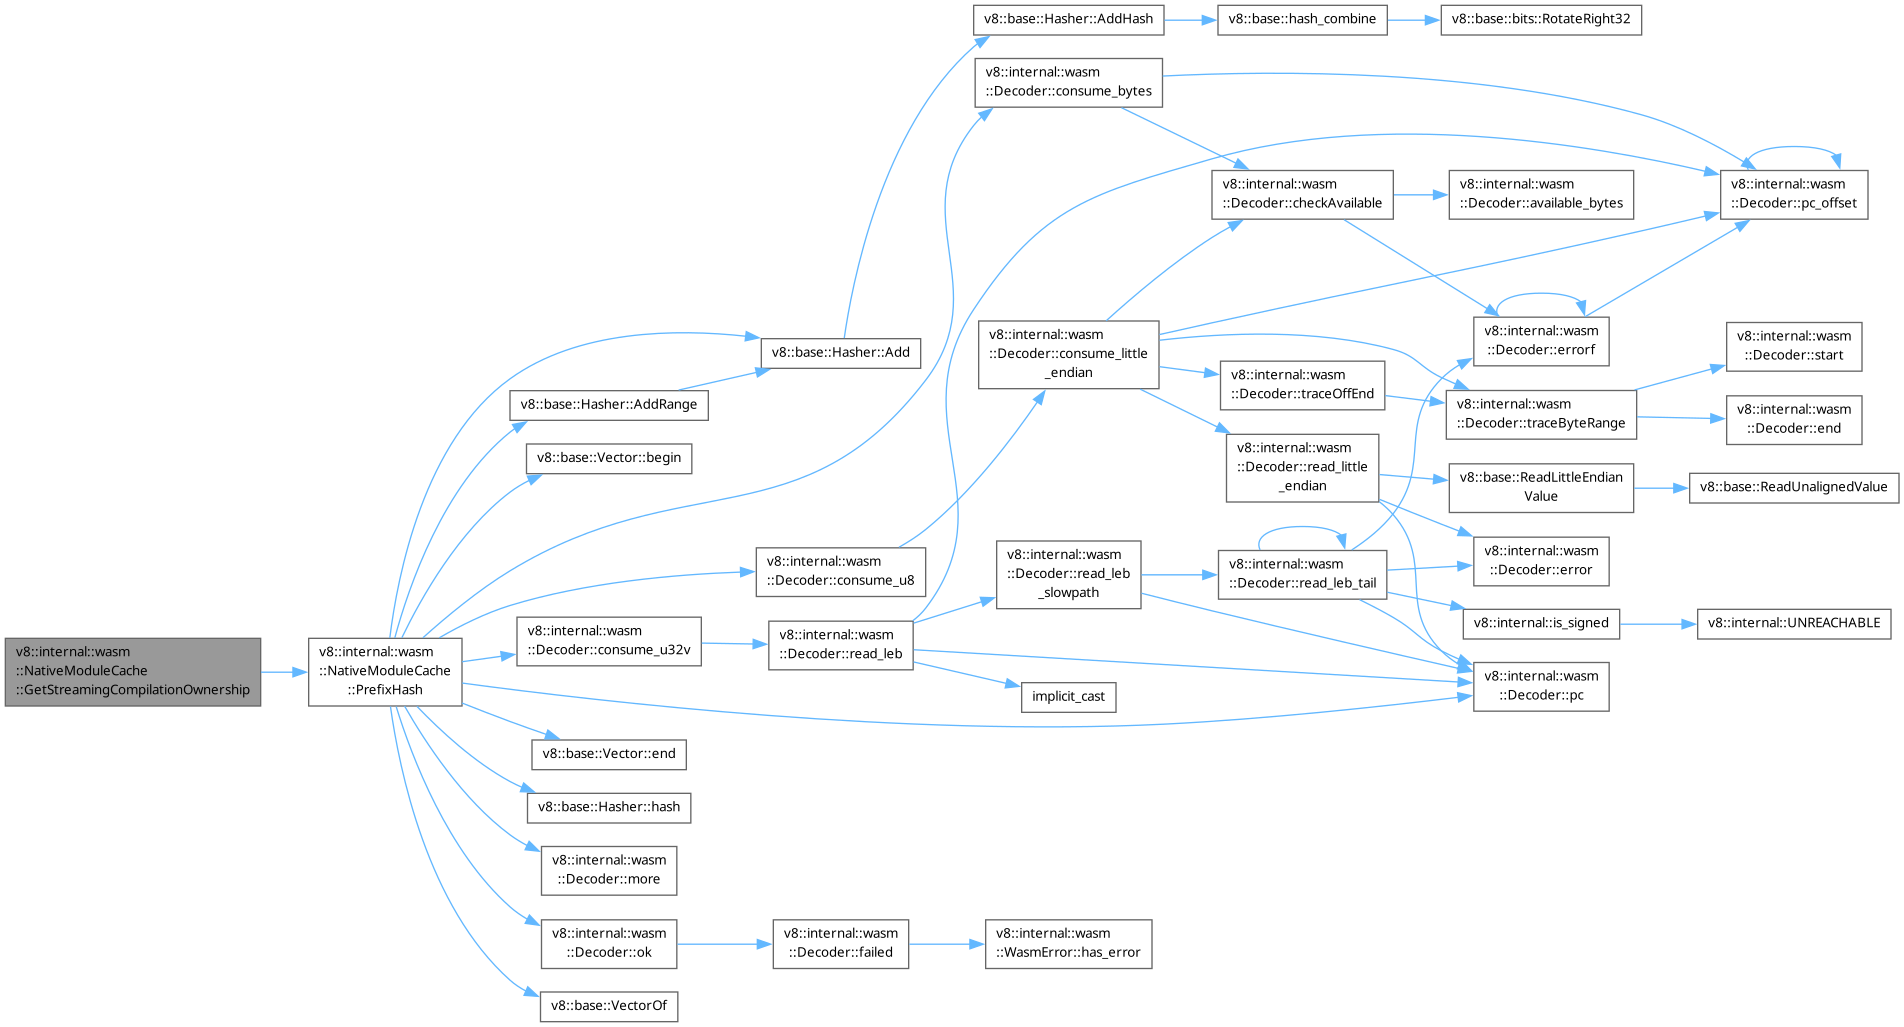 v8::internal::wasm
::NativeModuleCache
::GetStreamingCompilationOwnership
v8::internal::wasm
::NativeModuleCache
::PrefixHash
v8::base::Hasher::Add
v8::base::Hasher::AddRange
v8::base::Vector::begin
v8::internal::wasm
::Decoder::consume_u8
v8::internal::wasm
::Decoder::consume_u32v
v8::base::Vector::end
v8::base::Hasher::hash
v8::internal::wasm
::Decoder::more
v8::internal::wasm
::Decoder::ok
v8::base::VectorOf
v8::internal::wasm
::Decoder::read_leb
v8::internal::wasm
::Decoder::failed
v8::base::Hasher::AddHash
v8::internal::wasm
::Decoder::consume_bytes
v8::internal::wasm
::Decoder::consume_little
_endian
v8::internal::wasm
::Decoder::read_leb
_slowpath
implicit_cast
v8::internal::wasm
::WasmError::has_error
v8::base::hash_combine
v8::internal::wasm
::Decoder::checkAvailable
v8::internal::wasm
::Decoder::traceOffEnd
v8::internal::wasm
::Decoder::read_little
_endian
v8::internal::wasm
::Decoder::read_leb_tail
v8::base::bits::RotateRight32
v8::internal::wasm
::Decoder::available_bytes
v8::internal::wasm
::Decoder::errorf
v8::internal::wasm
::Decoder::traceByteRange
v8::base::ReadLittleEndian
Value
v8::internal::wasm
::Decoder::error
v8::internal::is_signed
v8::internal::wasm
::Decoder::pc
v8::internal::wasm
::Decoder::pc_offset
v8::internal::wasm
::Decoder::start
v8::internal::wasm
::Decoder::end
v8::base::ReadUnalignedValue
v8::internal::UNREACHABLE